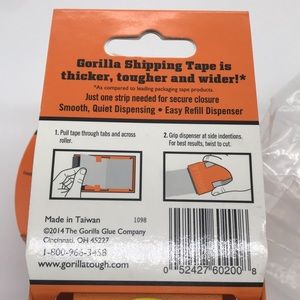 Gorilla Shipping Tape is
thicker, tougher and wider!*
*As compared to leading packaging tape products.
Just one strip needed for secure closure
Smooth, Quiet Dispensing • Easy Refill Dispenser
1. Pull tape through tabs and across
roller.
2. Grip dispenser at side indentions.
For best results, twist to cut.
Made in Taiwan 1098
©2014 The Gorilla Glue Company
Cincinnati, OH 45227
1-800-966-3458
www.gorillatough.com
0 52427 60200 8